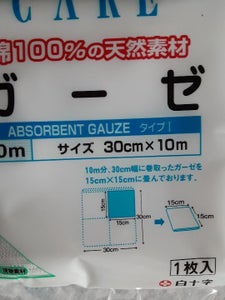 CARE
綿100%の天然素材
ガーゼ
ABSORBENT GAUZE タイプI
0m
サイズ 30cm×10m
10m分、30cm幅に巻取ったガーゼを
15cm×15cmに畳んでおります。
15cm
15cm
30cm
30cm
15cm
15cm
1枚入
白十字